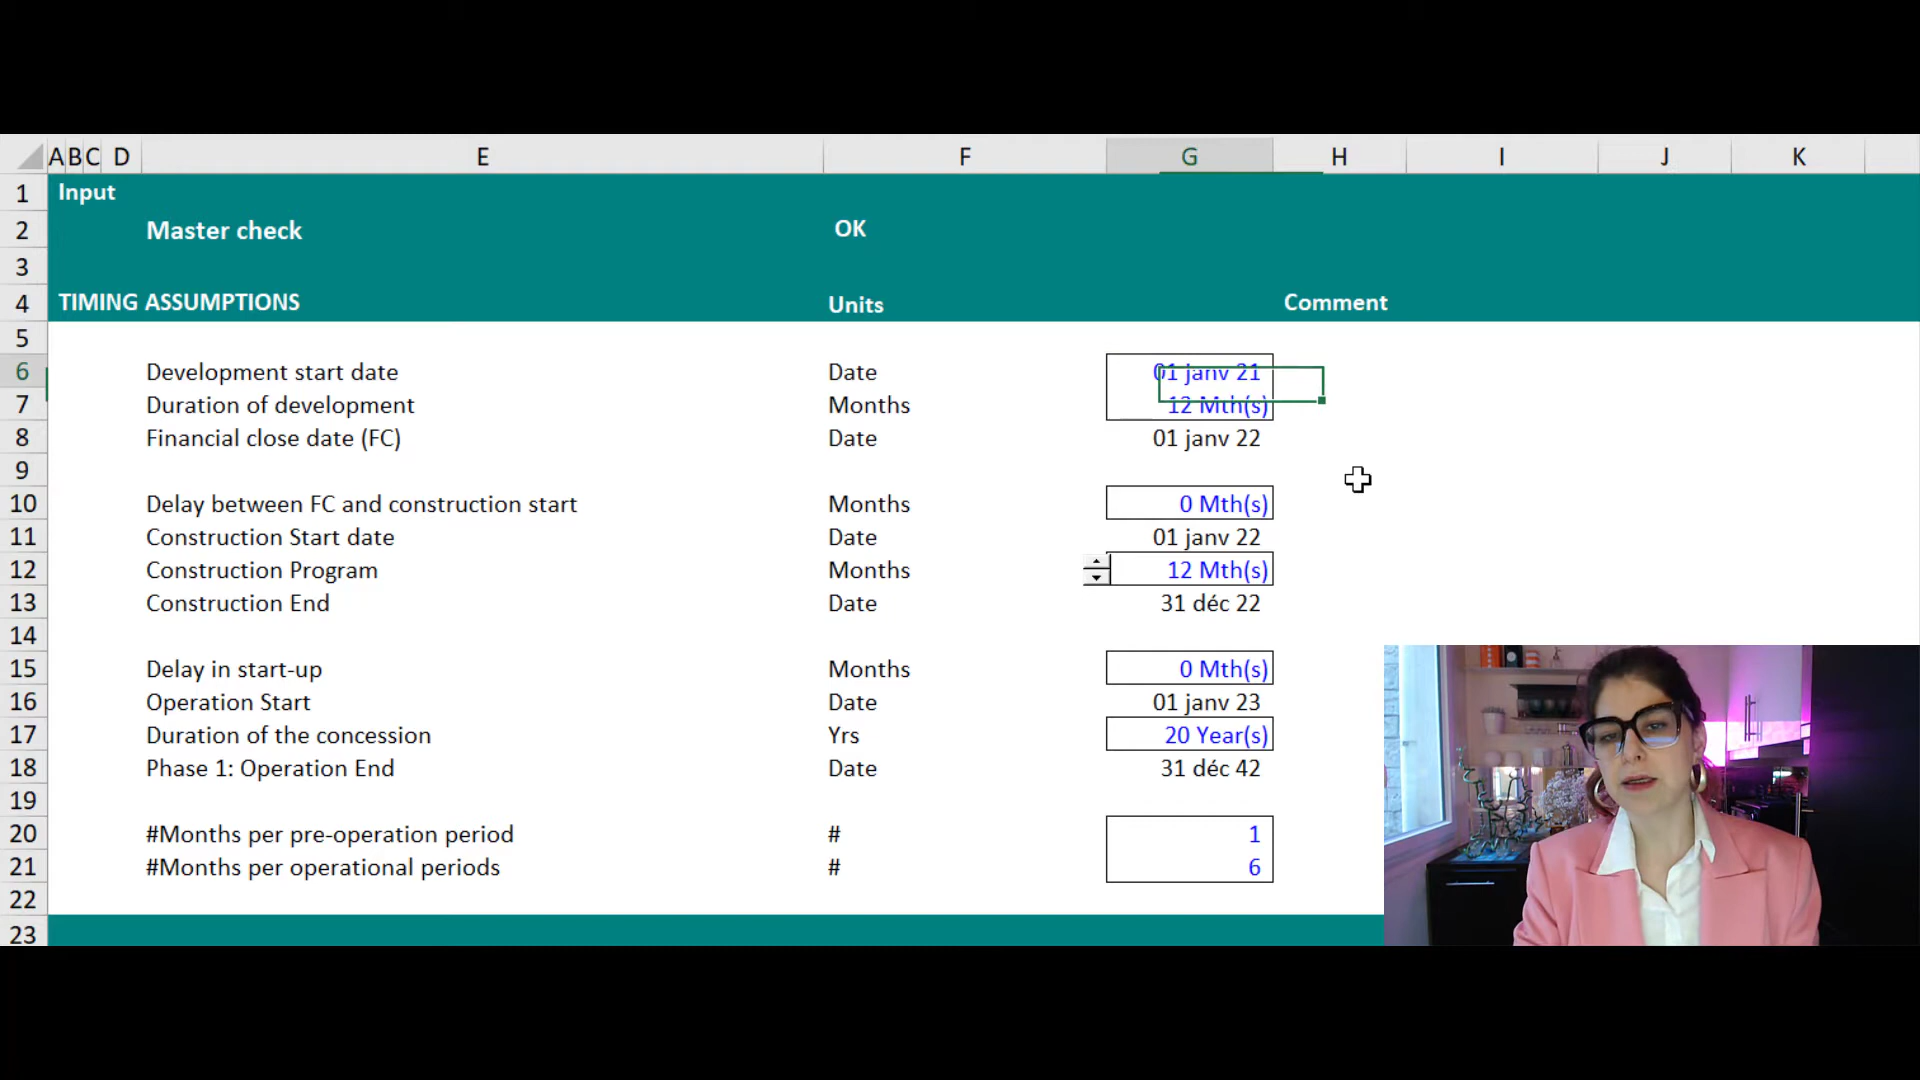 A B C D E F G H I J K
1 Input
2 Master check OK
3
4 TIMING ASSUMPTIONS Units Comment
5
6 Development start date Date 01 janv 21
7 Duration of development Months 12 Mth(s)
8 Financial close date (FC) Date 01 janv 22
9
10 Delay between FC and construction start Months 0 Mth(s)
11 Construction Start date Date 01 janv 22
12 Construction Program Months 12 Mth(s)
13 Construction End Date 31 déc 22
14
15 Delay in start-up Months 0 Mth(s)
16 Operation Start Date 01 janv 23
17 Duration of the concession Yrs 20 Year(s)
18 Phase 1: Operation End Date 31 déc 42
19
20 #Months per pre-operation period # 1
21 #Months per operational periods # 6
22
23